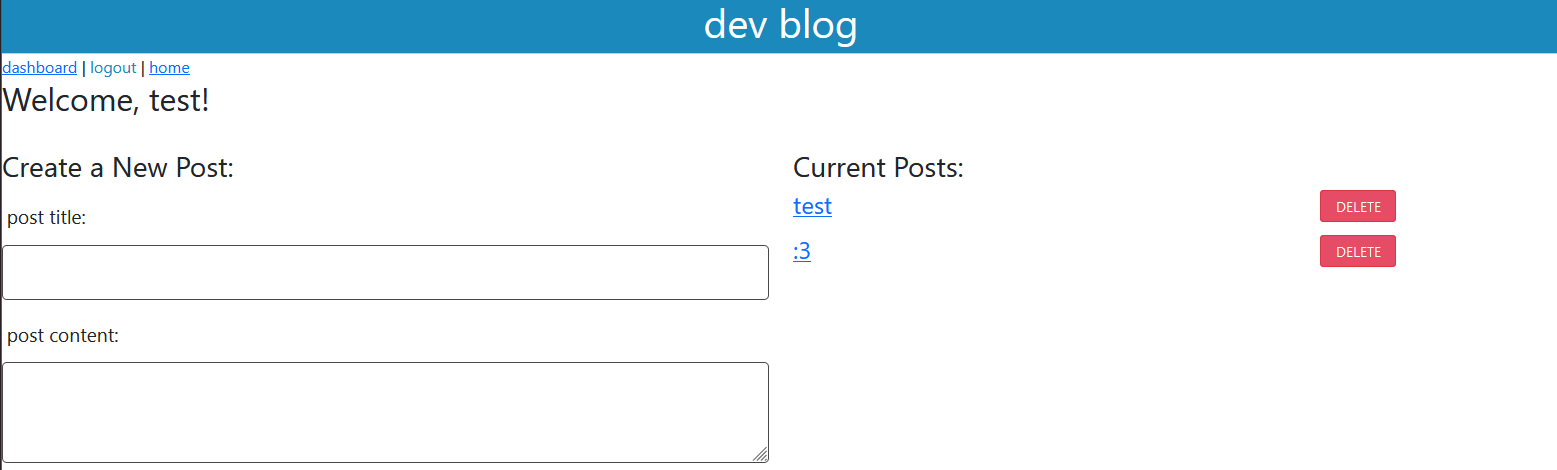 dev blog
dashboard | logout | home
Welcome, test!
Create a New Post:
post title:
post content:
Current Posts:
test DELETE
:3 DELETE